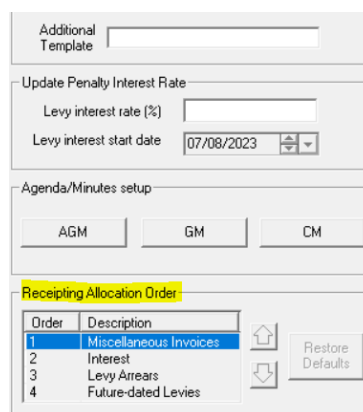 Additional
Template
Update Penalty Interest Rate
Levy interest rate (%)
Levy interest start date 07/08/2023
Agenda/Minutes setup
AGM GM CM
Receipting Allocation Order
Order Description
1 Miscellaneous Invoices
2 Interest
3 Levy Arrears
4 Future-dated Levies
Restore
Defaults